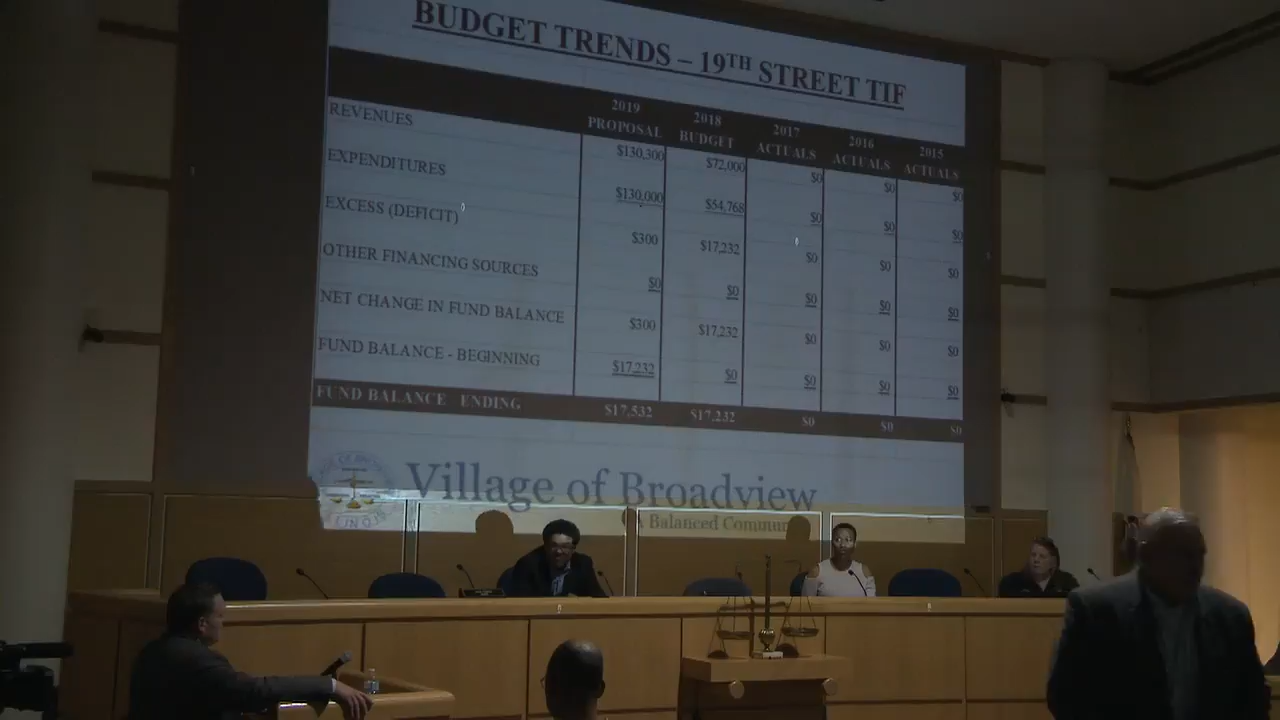 BUDGET TRENDS – 19TH STREET TIF
2019 PROPOSAL 2018 BUDGET 2017 ACTUALS 2016 ACTUALS 2015 ACTUALS
REVENUES $130,300 $72,000 $0 $0 $0
EXPENDITURES $130,000 $54,768 $0 $0 $0
EXCESS (DEFICIT) $300 $17,232 $0 $0 $0
OTHER FINANCING SOURCES $0 $0 $0 $0 $0
NET CHANGE IN FUND BALANCE $300 $17,232 $0 $0 $0
FUND BALANCE - BEGINNING $17,232 $0 $0 $0 $0
FUND BALANCE ENDING $17,532 $17,232 $0 $0 $0
Village of Broadview
A Balanced Commun